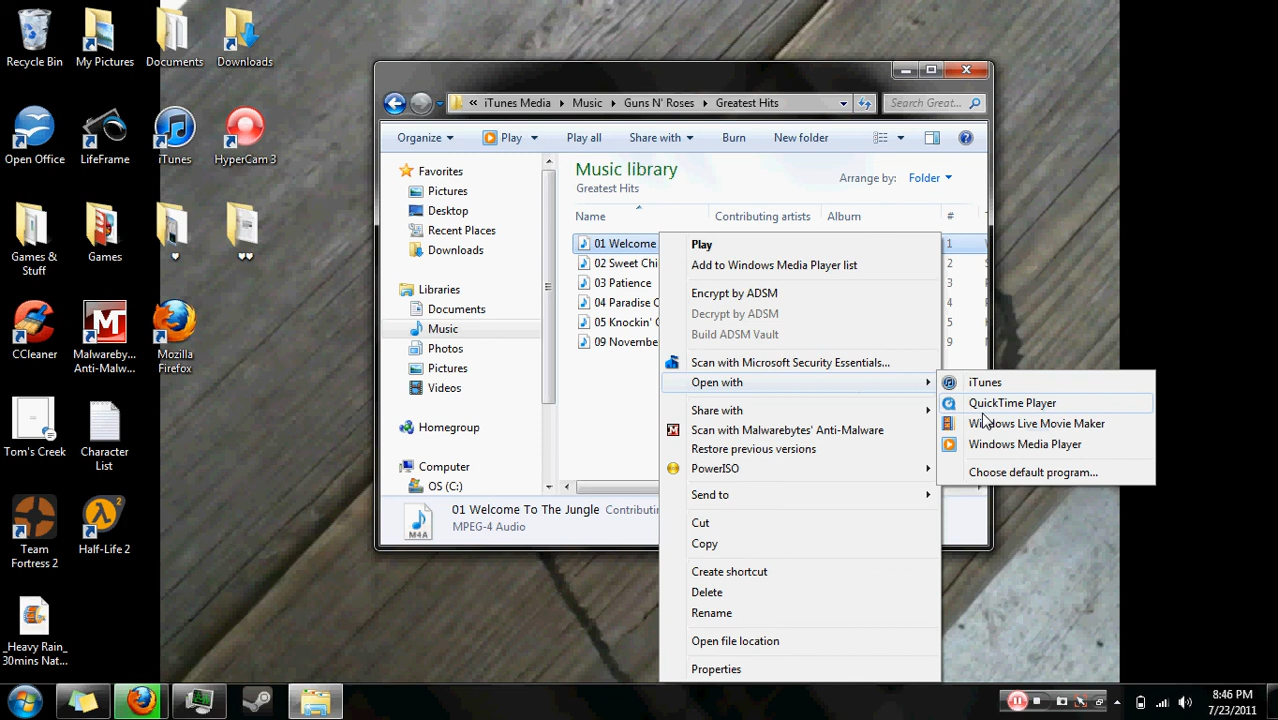 Recycle Bin
My Pictures
Documents
Downloads
Open Office
LifeFrame
iTunes
HyperCam 3
Games & Stuff
Games
♥
♥♥
CCleaner
Malwareby... Anti-Malw...
Mozilla Firefox
Tom's Creek
Character List
Team Fortress 2
Half-Life 2
_Heavy Rain_ 30mins Nat...
« iTunes Media
Music
Guns N' Roses
Greatest Hits
Search Great...
Organize
Play
Play all
Share with
Burn
New folder
Favorites
Pictures
Desktop
Recent Places
Downloads
Libraries
Documents
Music
Photos
Pictures
Videos
Homegroup
Computer
OS (C:)
Music library
Greatest Hits
Arrange by: Folder
Name
Contributing artists
Album
#
01 Welcome
02 Sweet Chi
03 Patience
04 Paradise C
05 Knockin'
09 Novembe
1
2
3
4
5
9
Play
Add to Windows Media Player list
Encrypt by ADSM
Decrypt by ADSM
Build ADSM Vault
Scan with Microsoft Security Essentials...
Open with
Share with
Scan with Malwarebytes' Anti-Malware
Restore previous versions
PowerISO
Send to
Cut
Copy
Create shortcut
Delete
Rename
Open file location
Properties
iTunes
QuickTime Player
Windows Live Movie Maker
Windows Media Player
Choose default program...
M4A
01 Welcome To The Jungle
Contributin
MPEG-4 Audio
8:46 PM
7/23/2011